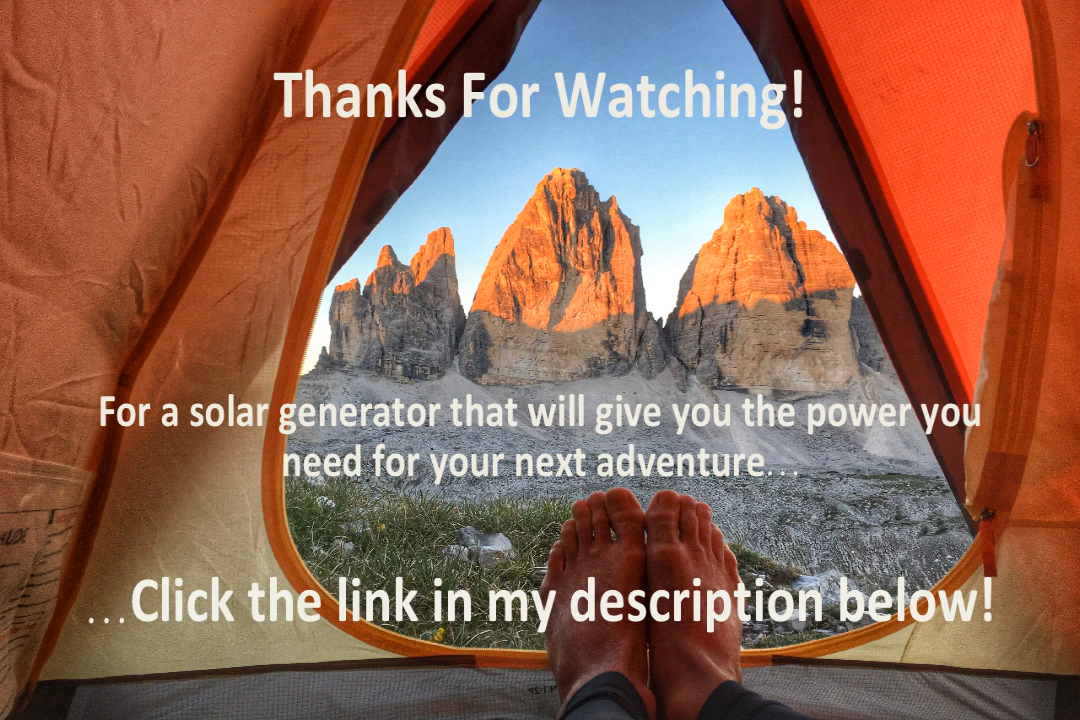 Thanks For Watching!
For a solar generator that will give you the power you
need for your next adventure...
...Click the link in my description below!